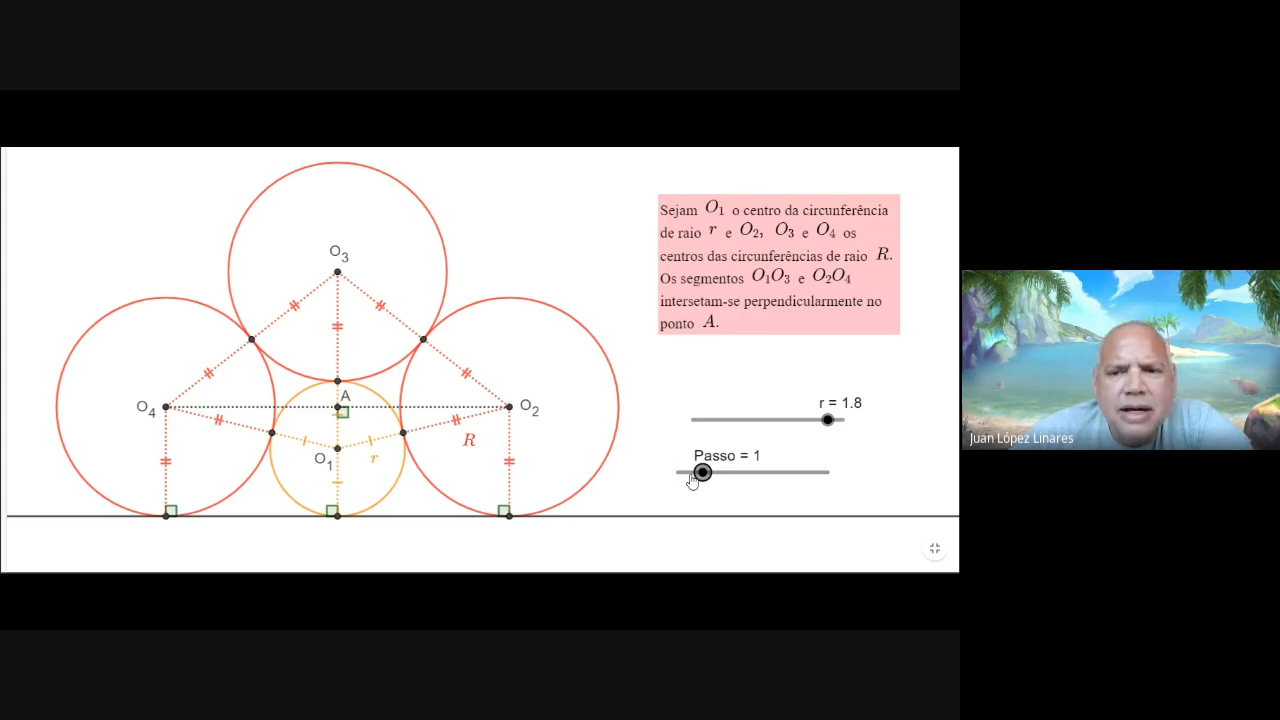 Sejam O₁ o centro da circunferência
de raio r e O₂, O₃ e O₄ os
centros das circunferências de raio R.
Os segmentos O₁O₃ e O₂O₄
intersetam-se perpendicularmente no
ponto A.
O₃
A
O₄
O₂
R
O₁
r
r = 1.8
Passo = 1
Juan López Linares